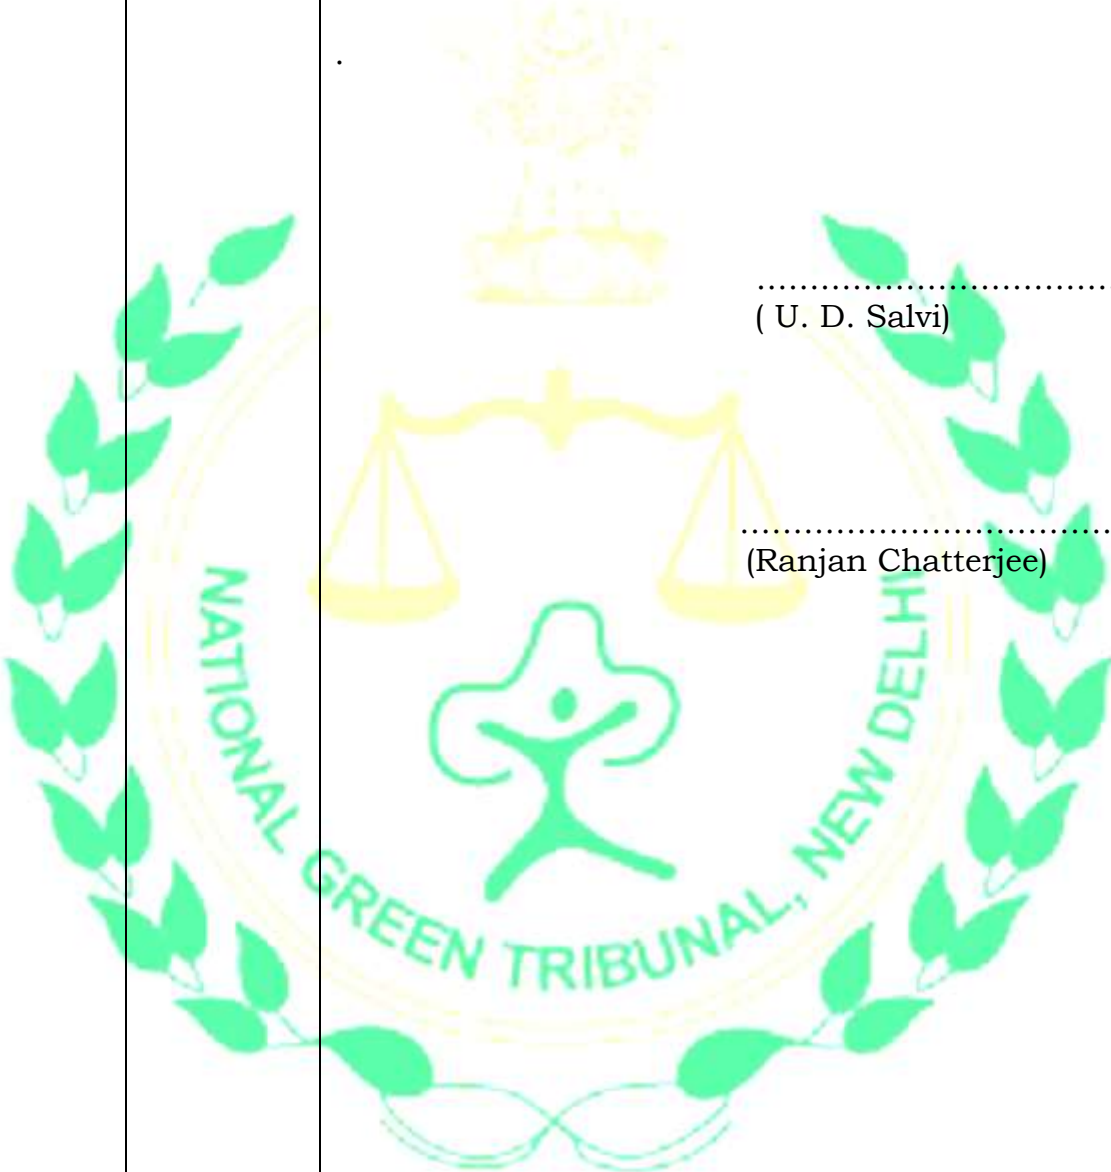 .
……………………………
( U. D. Salvi)
……………………………
(Ranjan Chatterjee)
NATIONAL GREEN TRIBUNAL, NEW DELHI